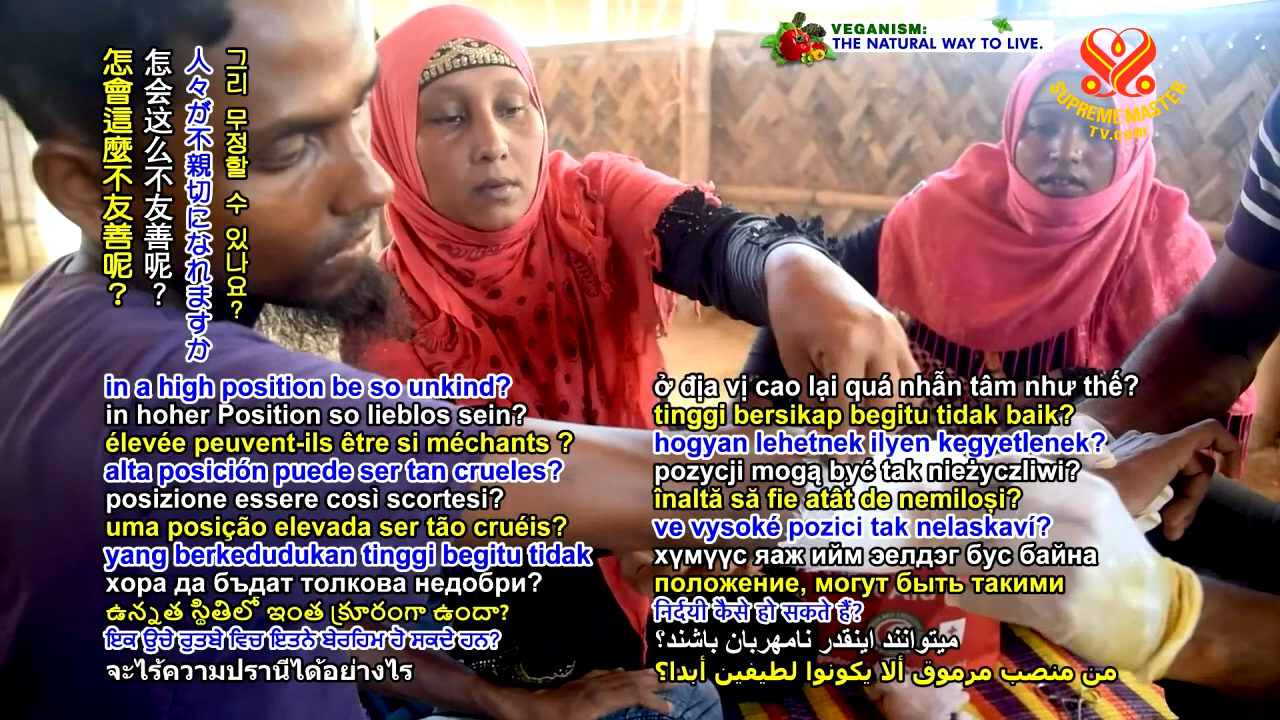 VEGANISM:
THE NATURAL WAY TO LIVE.
SUPREME MASTER
TV.com
怎會這麼不友善呢？
怎会这么不友善呢？
人々が不親切になれますか
그리 무정할 수 있나요?
in a high position be so unkind?
in hoher Position so lieblos sein?
élevée peuvent-ils être si méchants ?
alta posición puede ser tan crueles?
posizione essere così scortesi?
uma posição elevada ser tão cruéis?
yang berkedudukan tinggi begitu tidak
хора да бъдат толкова недобри?
ఉన్నత స్థితిలో ఇంత క్రూరంగా ఉందా?
ਇਕ ਉਚੇ ਰੁਤਬੇ ਵਿਚ ਇਤਨੇ ਬੇਰਹਿਮ ਹੋ ਸਕਦੇ ਹਨ?
จะไร้ความปรานีได้อย่างไร
ở địa vị cao lại quá nhẫn tâm như thế?
tinggi bersikap begitu tidak baik?
hogyan lehetnek ilyen kegyetlenek?
pozycji mogą być tak nieżyczliwi?
înaltă să fie atât de nemiloși?
ve vysoké pozici tak nelaskaví?
хүмүүс яаж ийм эелдэг бус байна
положение, могут быть такими
निर्दयी कैसे हो सकते हैं?
میتوانند اینقدر نامهربان باشند؟
من منصب مرموق ألا يكونوا لطيفين أبدا؟